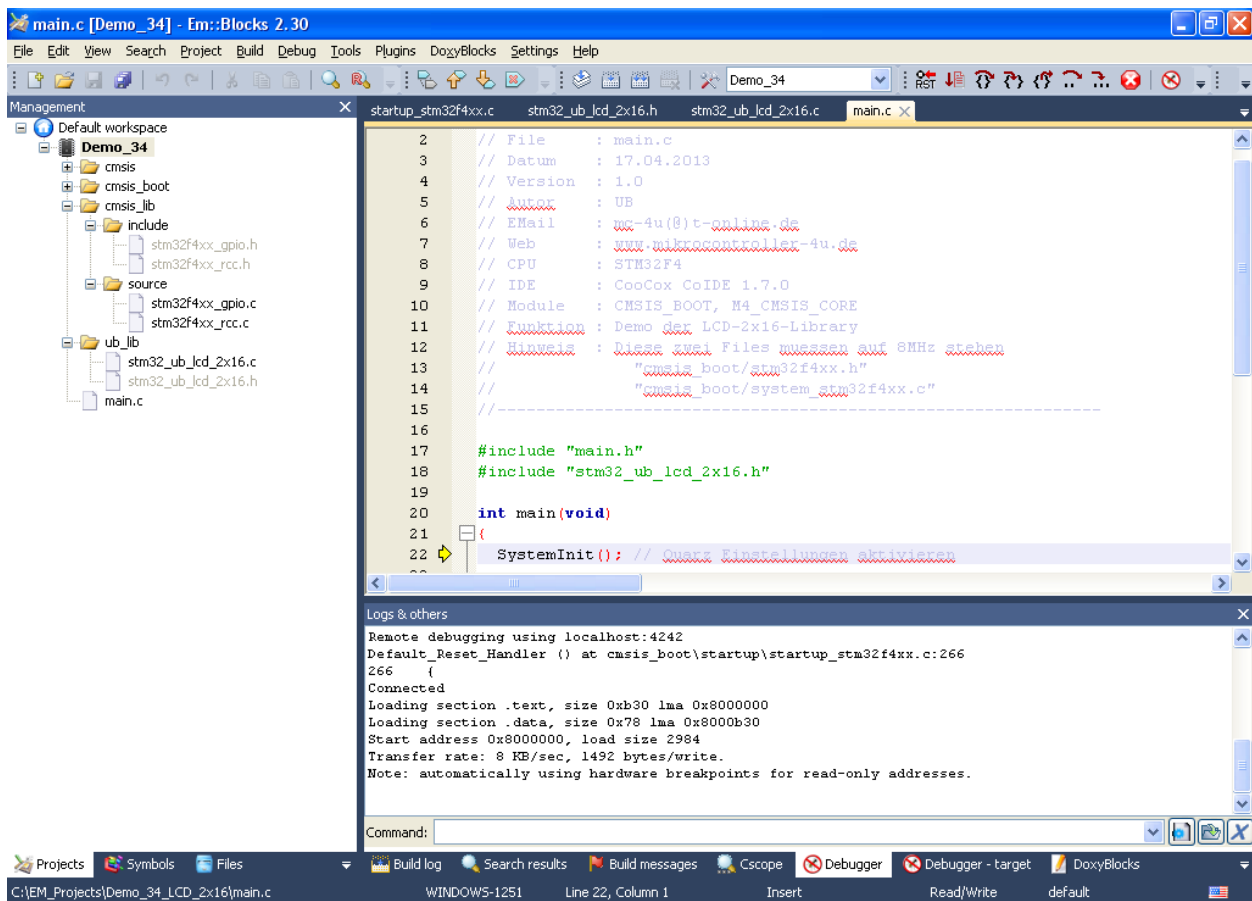 main.c [Demo_34] - Em::Blocks 2.30
File Edit View Search Project Build Debug Tools Plugins DoxyBlocks Settings Help
Demo_34
RST
Management
Default workspace
Demo_34
cmsis
cmsis_boot
cmsis_lib
include
stm32f4xx_gpio.h
stm32f4xx_rcc.h
source
stm32f4xx_gpio.c
stm32f4xx_rcc.c
ub_lib
stm32_ub_lcd_2x16.c
stm32_ub_lcd_2x16.h
main.c
startup_stm32f4xx.c stm32_ub_lcd_2x16.h stm32_ub_lcd_2x16.c main.c
2 // File : main.c
3 // Datum : 17.04.2013
4 // Version : 1.0
5 // Autor : UB
6 // EMail : mc-4u(@)t-online.de
7 // Web : www.mikrocontroller-4u.de
8 // CPU : STM32F4
9 // IDE : CooCox CoIDE 1.7.0
10 // Module : CMSIS_BOOT, M4_CMSIS_CORE
11 // Funktion : Demo der LCD-2x16-Library
12 // Hinweis : Diese zwei Files muessen auf 8MHz stehen
13 // "cmsis_boot/stm32f4xx.h"
14 // "cmsis_boot/system_stm32f4xx.c"
15 //--------------------------------------------------------------
16
17 #include "main.h"
18 #include "stm32_ub_lcd_2x16.h"
19
20 int main(void)
21 {
22 SystemInit(); // Quarz Einstellungen aktivieren
Logs & others
Remote debugging using localhost:4242
Default_Reset_Handler () at cmsis_boot\startup\startup_stm32f4xx.c:266
266 {
Connected
Loading section .text, size 0xb30 lma 0x8000000
Loading section .data, size 0x78 lma 0x8000b30
Start address 0x8000000, load size 2984
Transfer rate: 8 KB/sec, 1492 bytes/write.
Note: automatically using hardware breakpoints for read-only addresses.
Command:
Projects Symbols Files
Build log Search results Build messages Cscope Debugger Debugger - target DoxyBlocks
C:\EM_Projects\Demo_34_LCD_2x16\main.c WINDOWS-1251 Line 22, Column 1 Insert Read/Write default